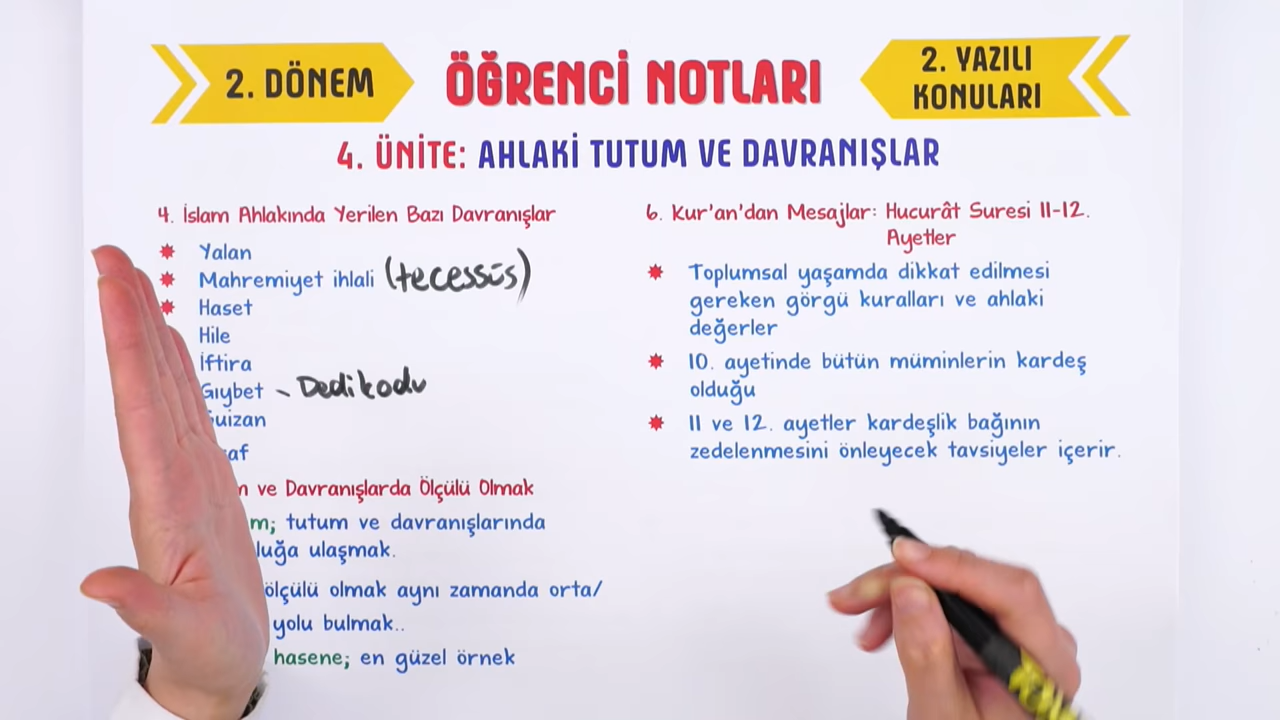 2. DÖNEM
ÖĞRENCİ NOTLARI
2. YAZILI
KONULARI
4. ÜNİTE: AHLAKİ TUTUM VE DAVRANIŞLAR
4. İslam Ahlakında Yerilen Bazı Davranışlar
Yalan
Mahremiyet ihlali (tecessüs)
Haset
Hile
İftira
Gıybet - Dedikodu
ve Davranışlarda Ölçülü Olmak
tutum ve davranışlarında
ulaşmak.
ölçülü olmak aynı zamanda orta/
yolu bulmak..
hasene; en güzel örnek
6. Kur'an'dan Mesajlar: Hucurât Suresi 11-12.
Ayetler
Toplumsal yaşamda dikkat edilmesi
gereken görgü kuralları ve ahlaki
değerler
10. ayetinde bütün müminlerin kardeş
olduğu
11 ve 12. ayetler kardeşlik bağının
zedelenmesini önleyecek tavsiyeler içerir.